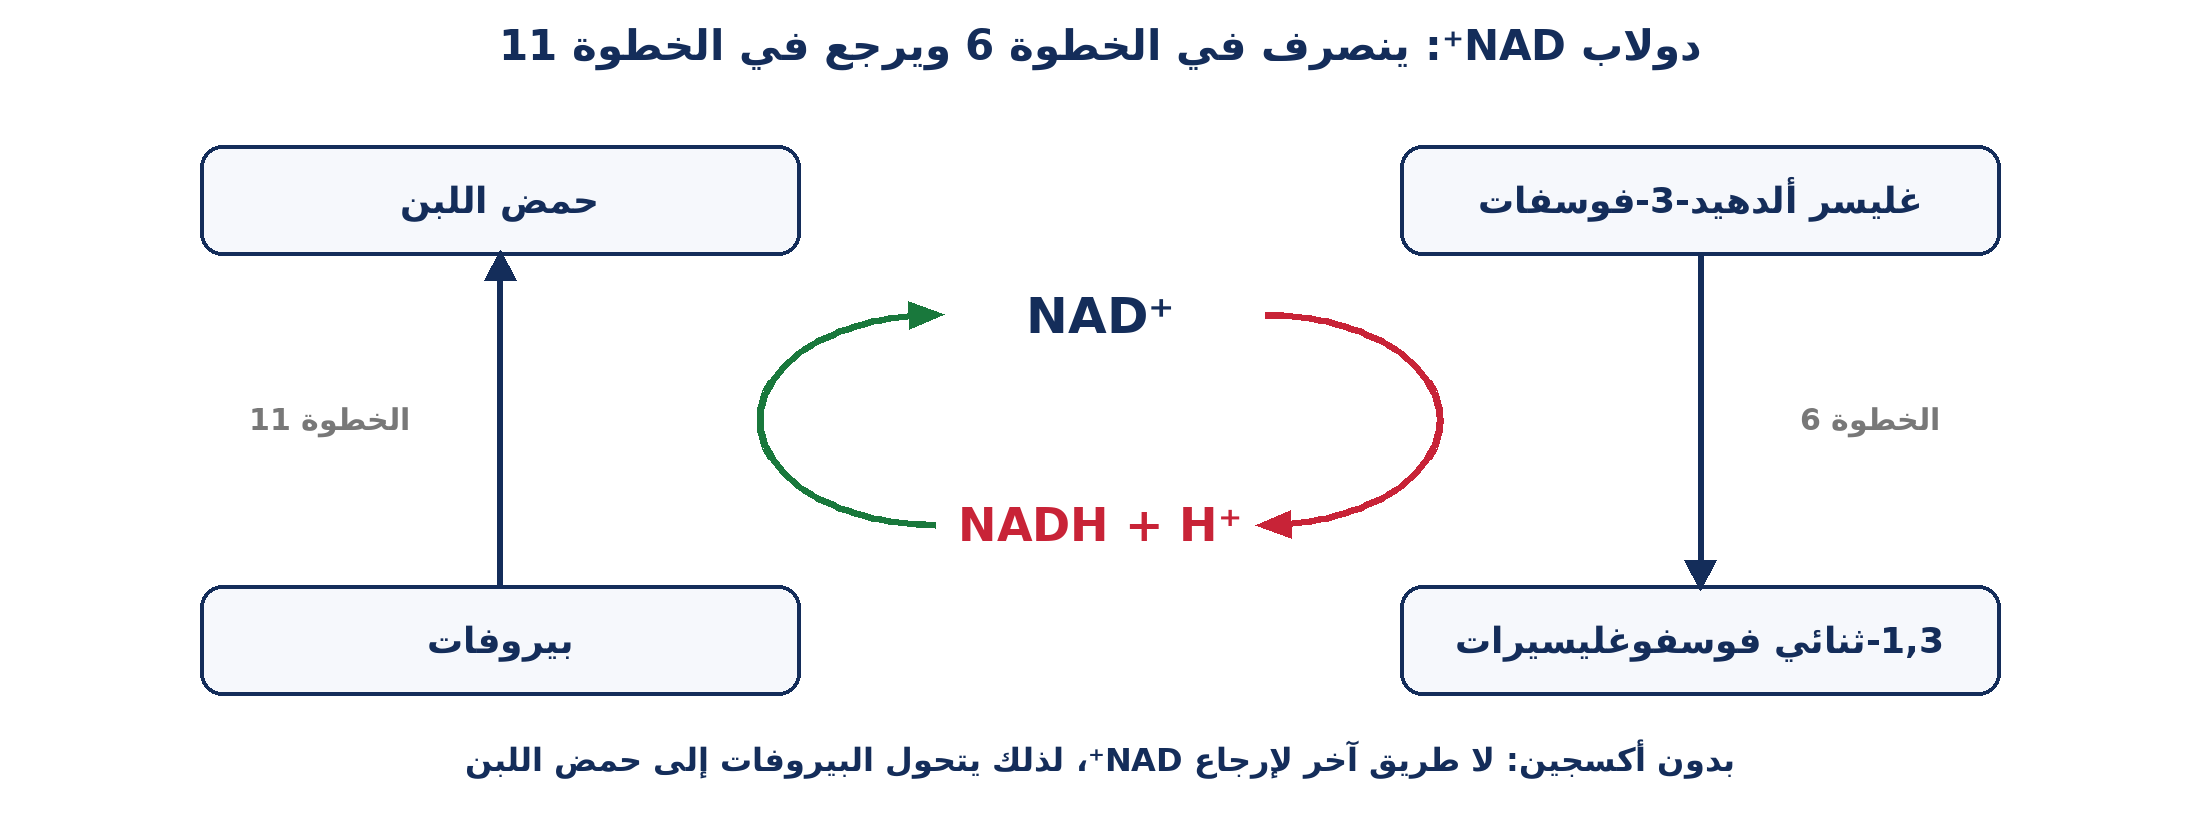 دولاب NAD⁺: ينصرف في الخطوة 6 ويرجع في الخطوة 11
غليسر ألدهيد-3-فوسفات
حمض اللبن
NAD⁺
الخطوة 6
الخطوة 11
NADH + H⁺
1,3-ثنائي فوسفوغليسيرات
بيروفات
بدون أكسجين: لا طريق آخر لإرجاع NAD⁺، لذلك يتحول البيروفات إلى حمض اللبن